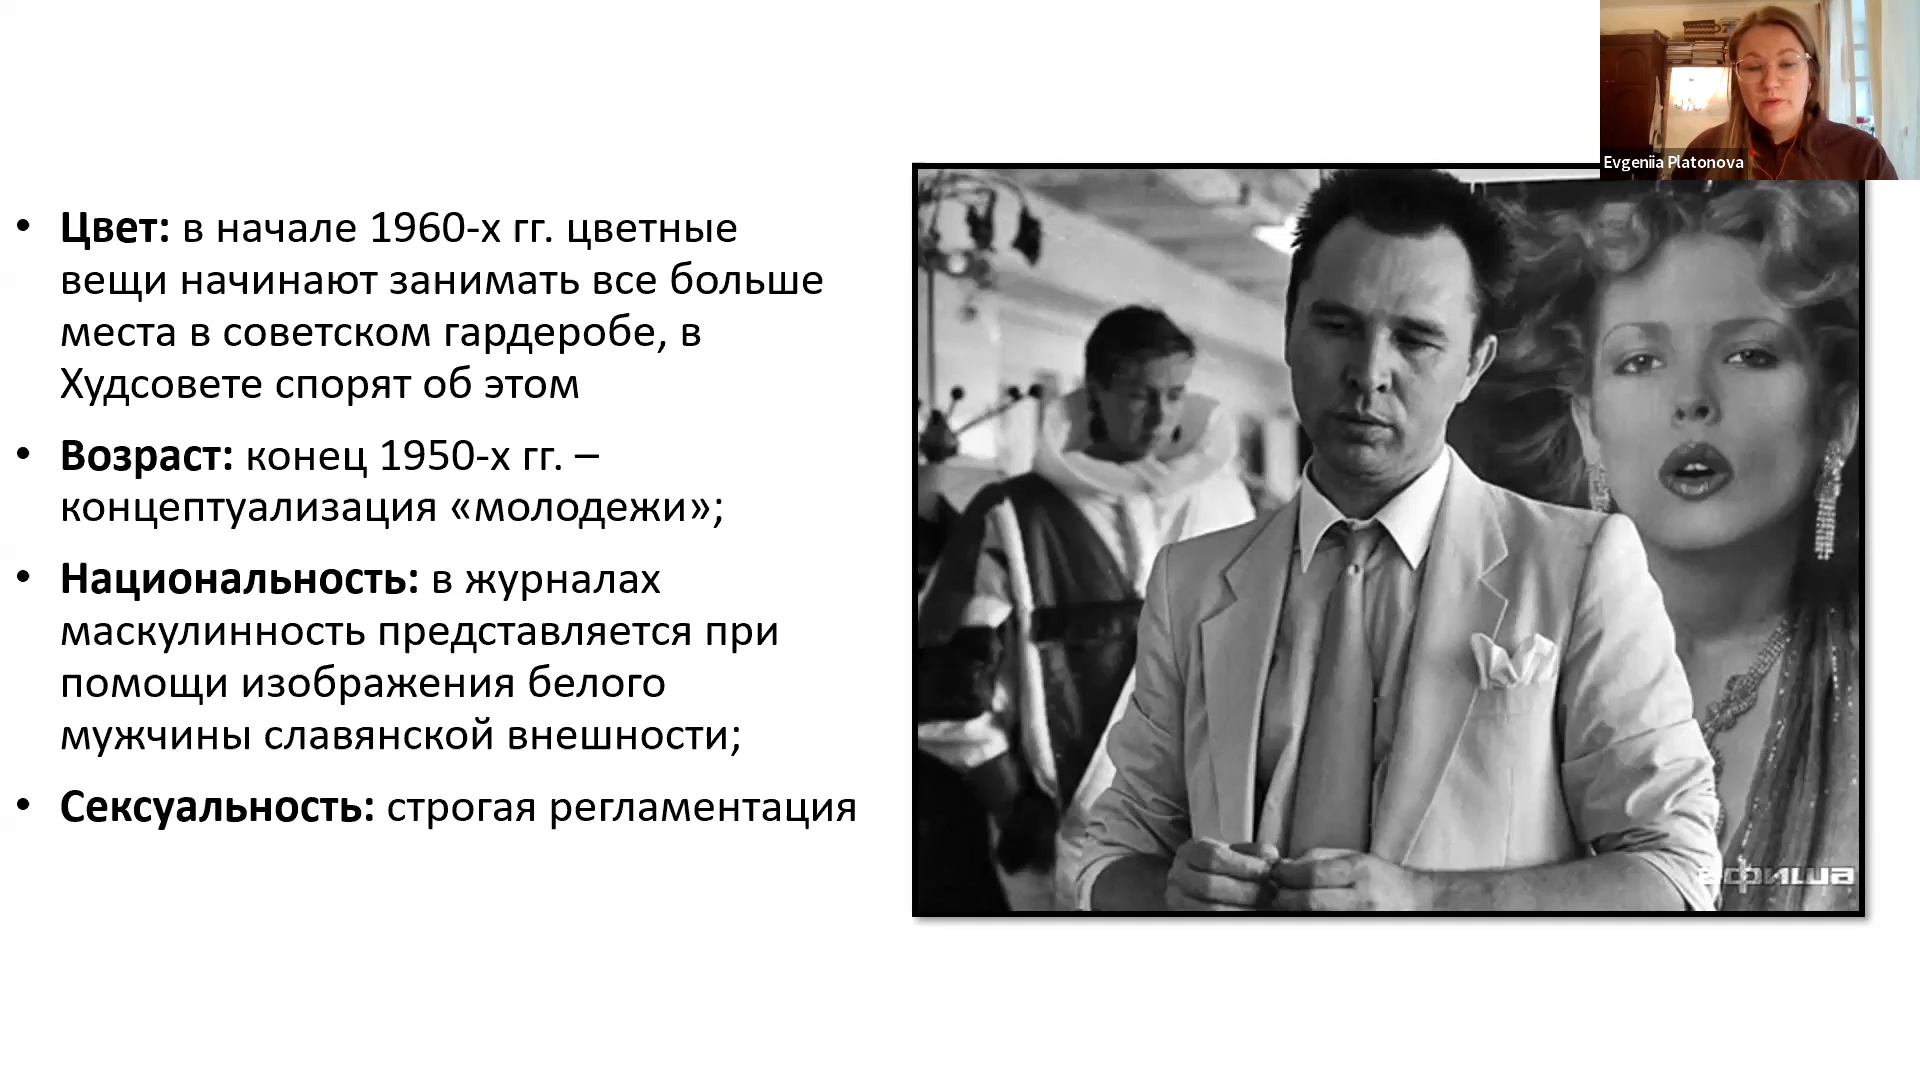 Evgeniia Platonova
• Цвет: в начале 1960-х гг. цветные
вещи начинают занимать все больше
места в советском гардеробе, в
Худсовете спорят об этом
• Возраст: конец 1950-х гг. –
концептуализация «молодежи»;
• Национальность: в журналах
маскулинность представляется при
помощи изображения белого
мужчины славянской внешности;
• Сексуальность: строгая регламентация
афиша